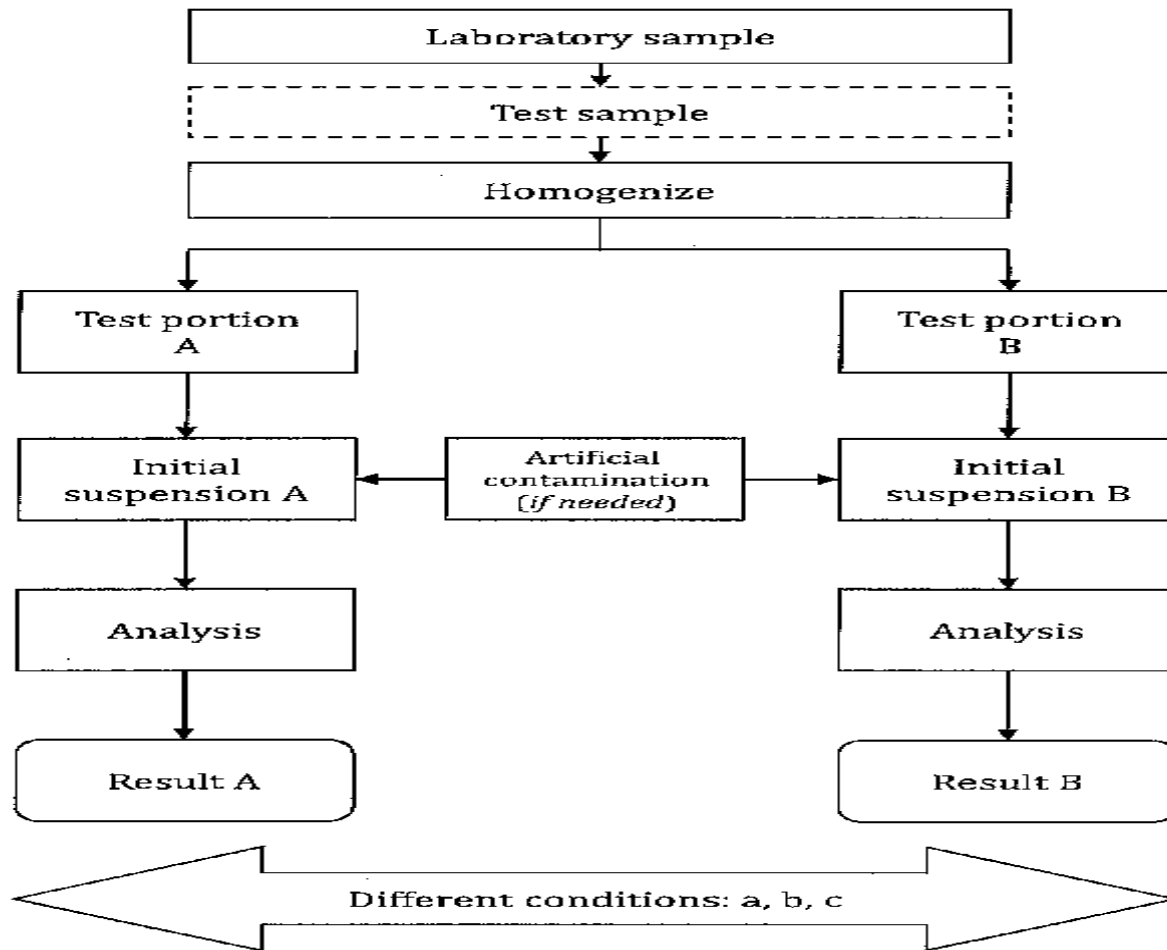 Laboratory sample
Test sample
Homogenize
Test portion
A
Test portion
B
Initial
suspension A
Artificial
contamination
(if needed)
Initial
suspension B
Analysis
Analysis
Result A
Result B
Different conditions: a, b, c